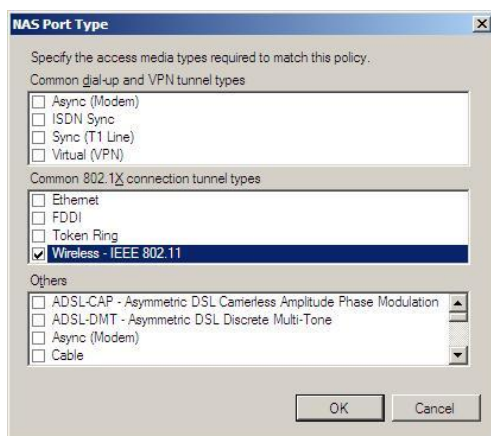 NAS Port Type
Specify the access media types required to match this policy.
Common dial-up and VPN tunnel types
Async (Modem)
ISDN Sync
Sync (T1 Line)
Virtual (VPN)
Common 802.1X connection tunnel types
Ethernet
FDDI
Token Ring
Wireless - IEEE 802.11
Others
ADSL-CAP - Asymmetric DSL Carrierless Amplitude Phase Modulation
ADSL-DMT - Asymmetric DSL Discrete Multi-Tone
Async (Modem)
Cable
OK Cancel